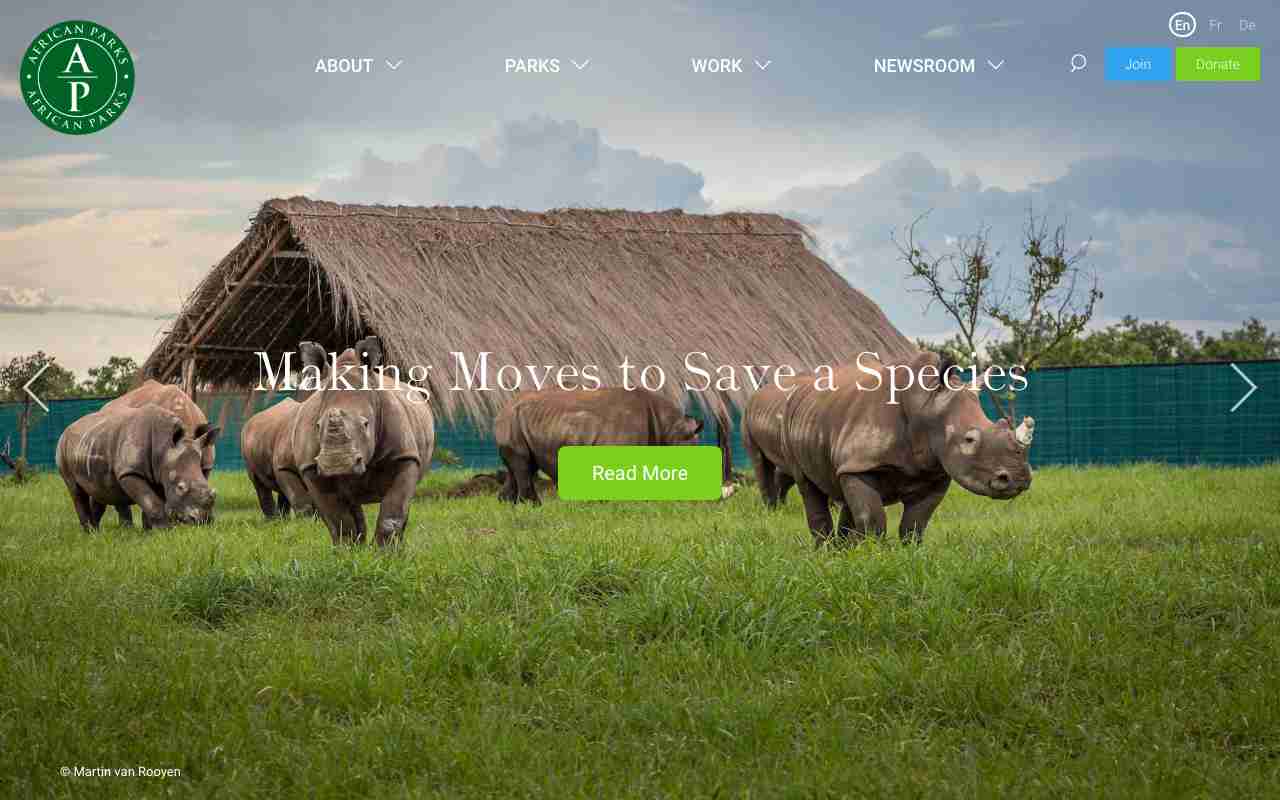 AFRICAN PARKS
A
P
AFRICAN PARKS
En Fr De
ABOUT PARKS WORK NEWSROOM Join Donate
Making Moves to Save a Species
Read More
© Martin van Rooyen